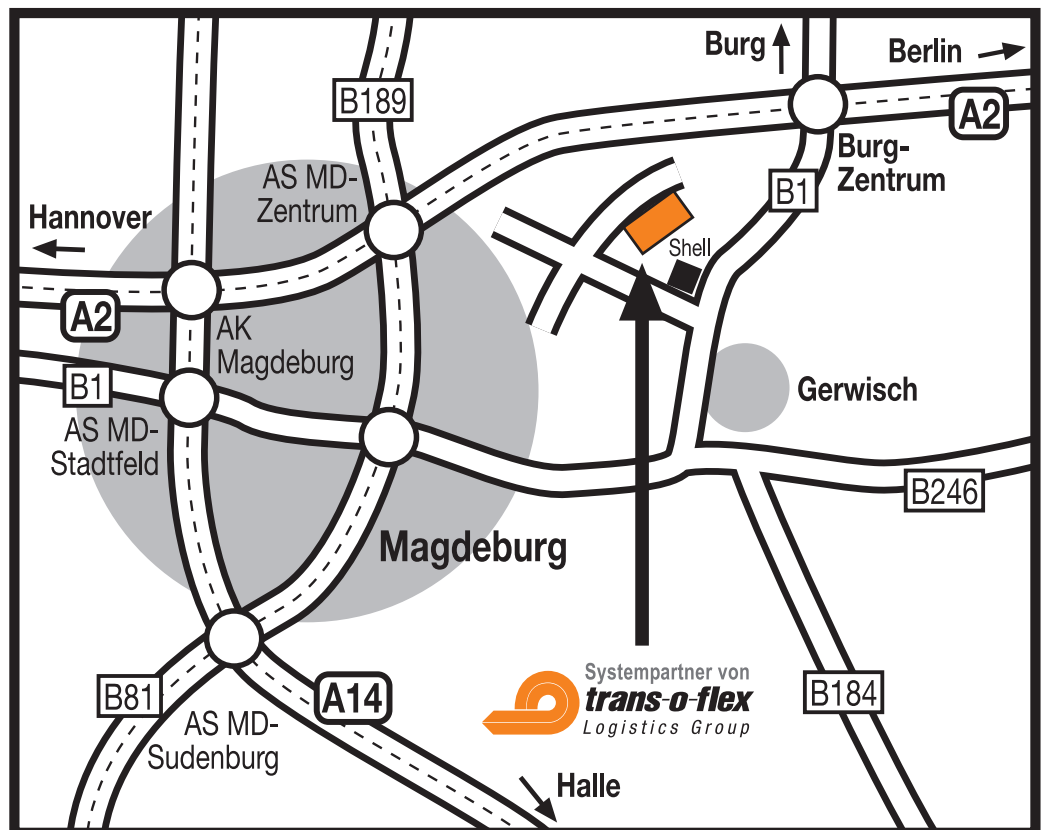 Burg
Berlin
B189
A2
Burg-
Zentrum
AS MD-
Zentrum
B1
Hannover
Shell
A2
AK
Magdeburg
B1
Gerwisch
AS MD-
Stadtfeld
B246
Magdeburg
Systempartner von
trans-o-flex
Logistics Group
B81
A14
B184
AS MD-
Sudenburg
Halle